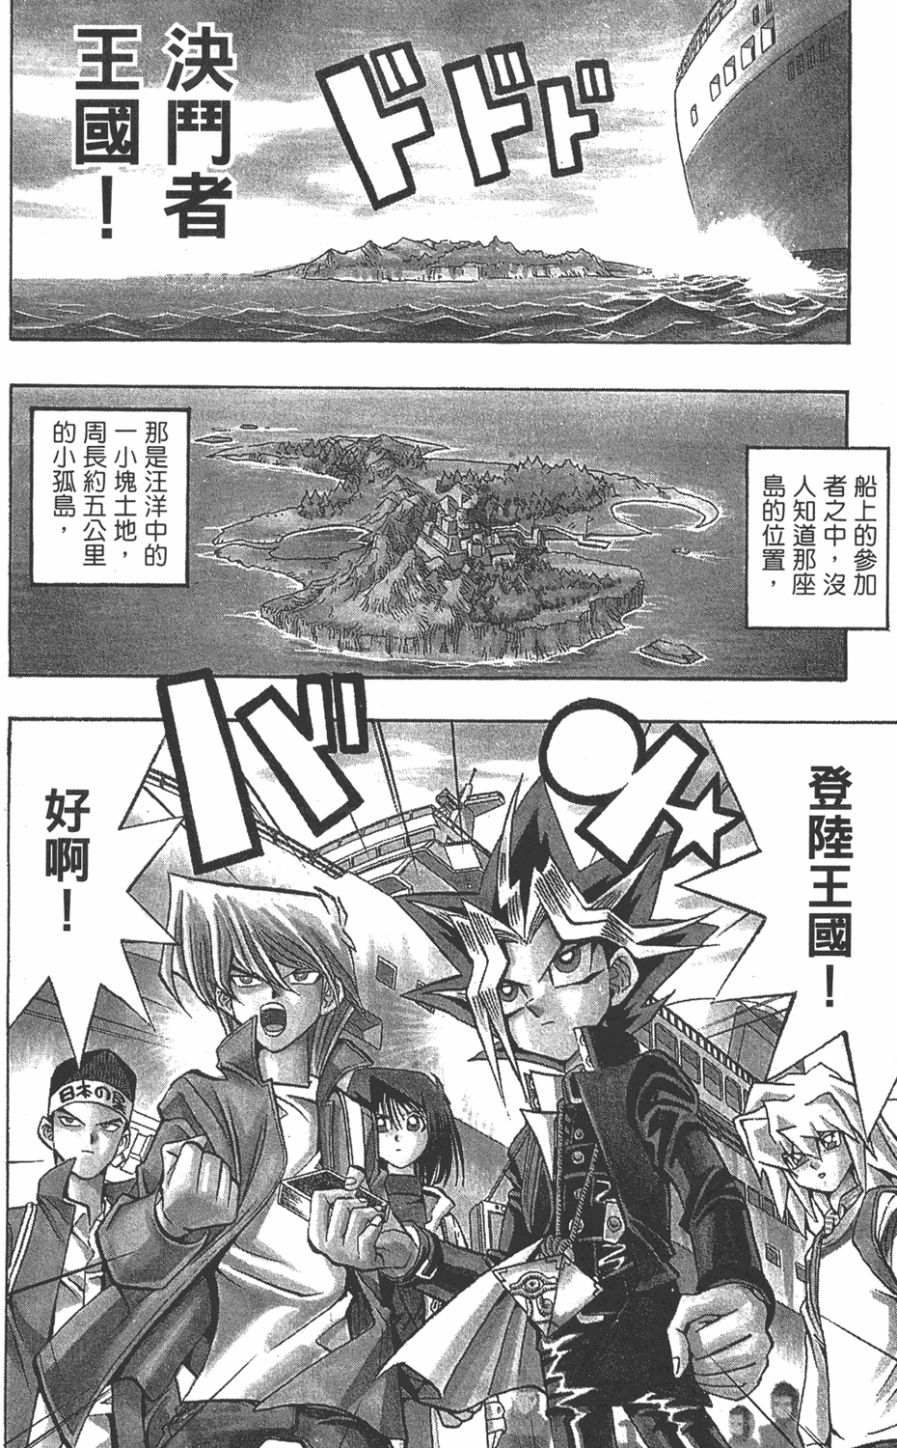 決鬥者
王國！
ドドド
船上的參加
者之中，沒
人知道那座
島的位置，
那是汪洋中的
一小塊土地，
周長約五公里
的小孤島，
登陸王國！
バン
ド
好啊！
日本の